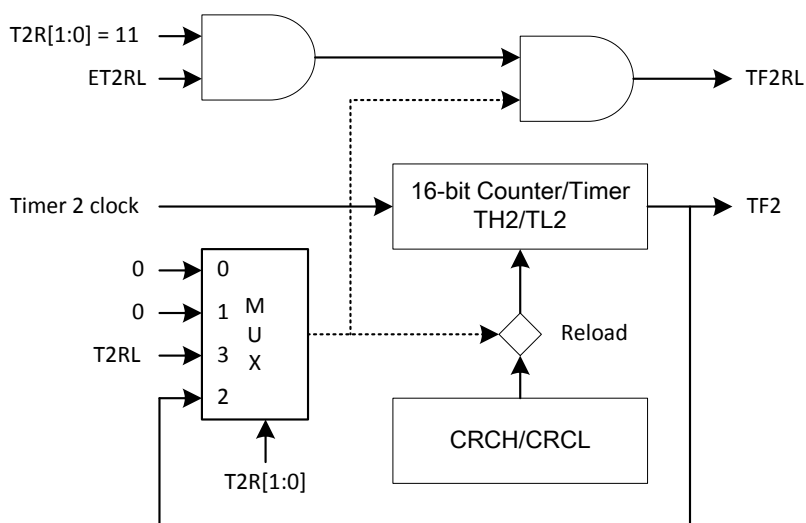 T2R[1:0] = 11
ET2RL
TF2RL
Timer 2 clock
16-bit Counter/Timer
TH2/TL2
TF2
0
0
T2RL
0
1
3
2
M
U
X
Reload
CRCH/CRCL
T2R[1:0]